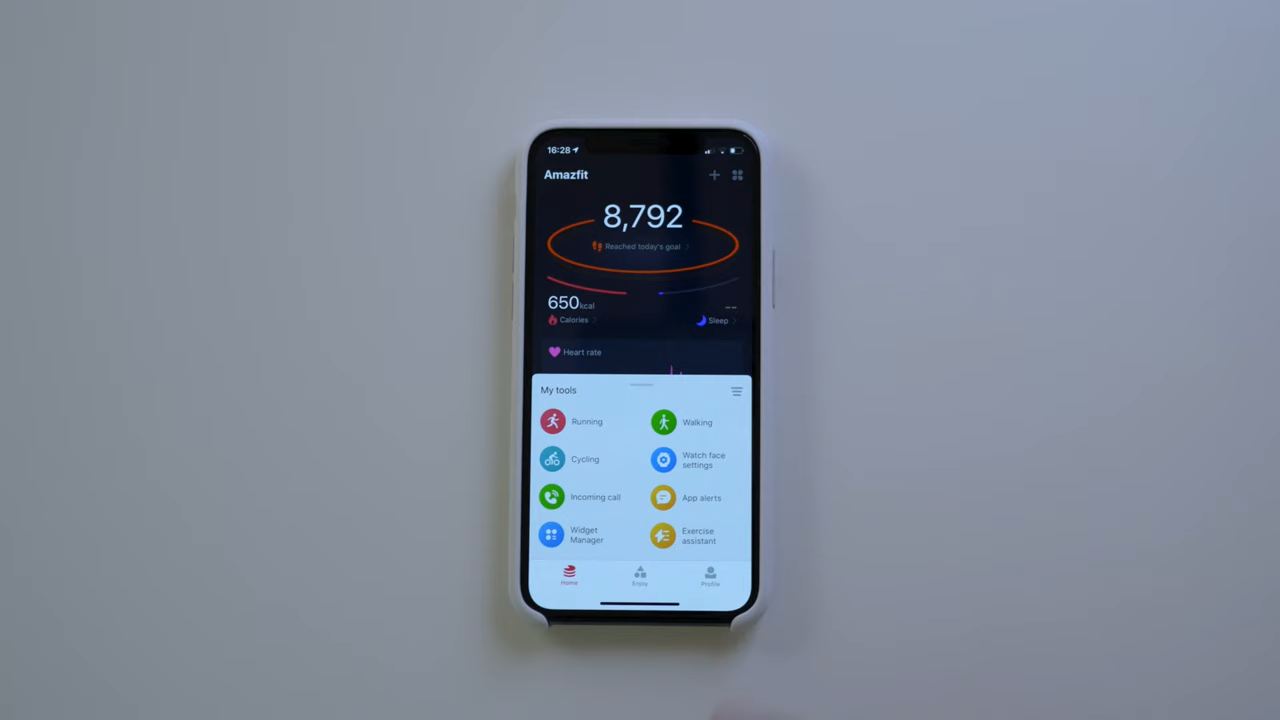 16:28
Amazfit
8,792
Reached today's goal
650kcal
--
Calories
Sleep
Heart rate
My tools
Running
Walking
Cycling
Watch face
settings
Incoming call
App alerts
Widget
Manager
Exercise
assistant
Home
Enjoy
Profile